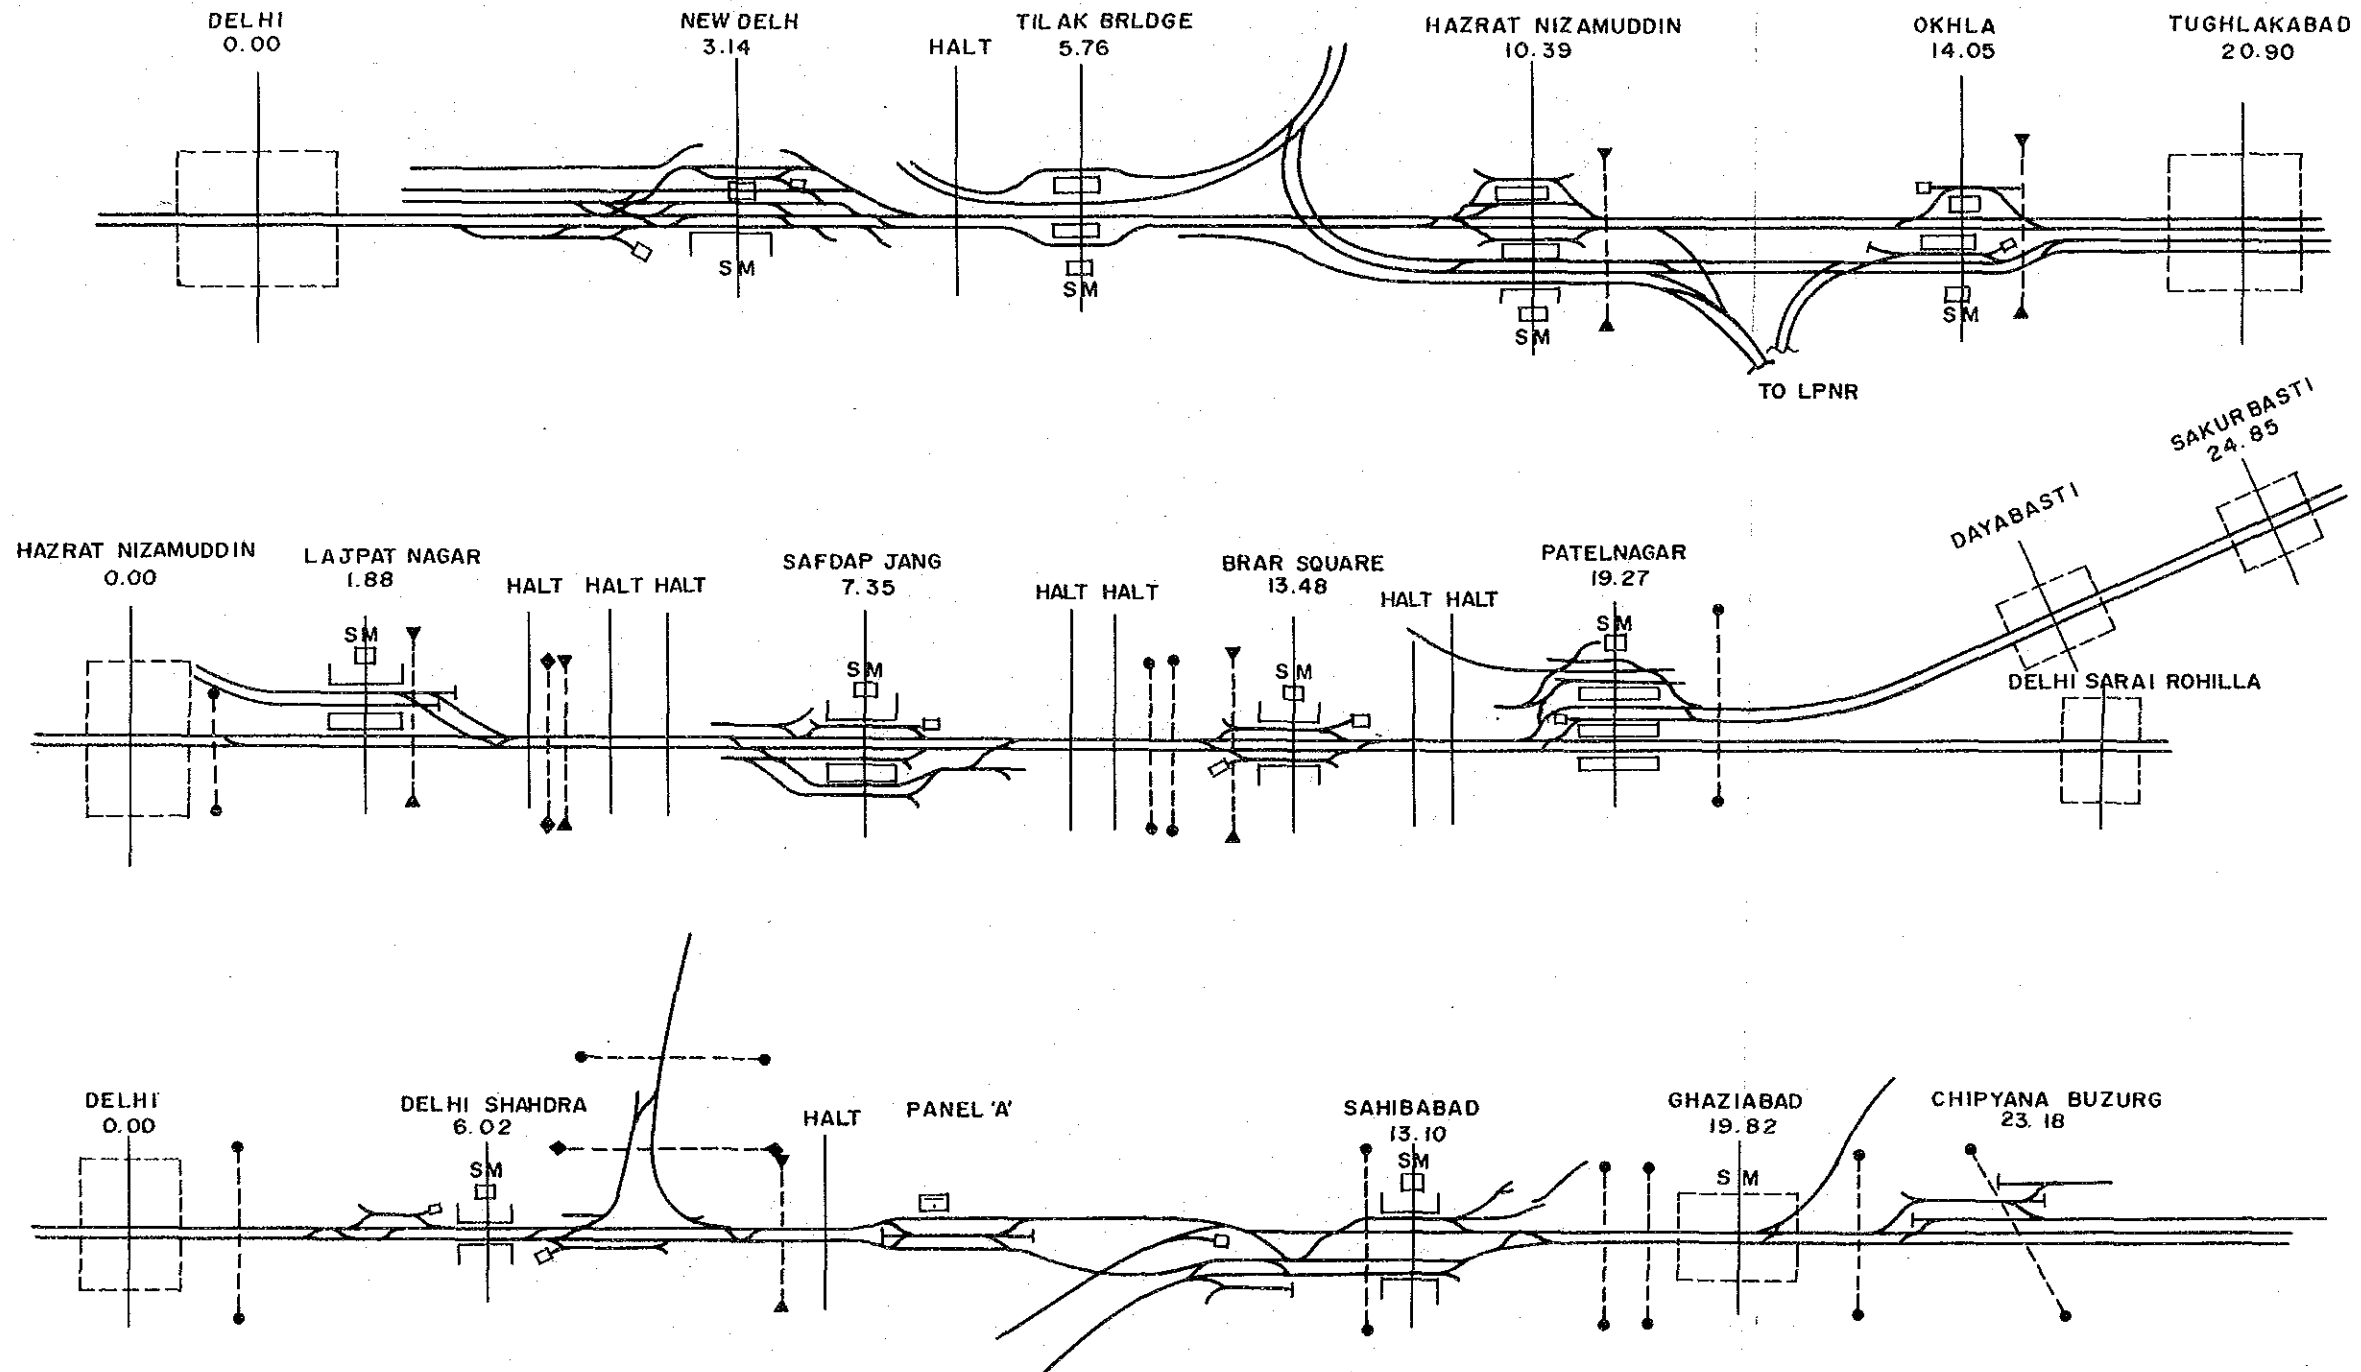 DELHI
0.00
NEW DELH
3.14
HALT
TILAK BRLDGE
5.76
HAZRAT NIZAMUDDIN
10.39
OKHLA
14.05
TUGHLAKABAD
20.90
SM
SM
SM
SM
TO LPNR
HAZRAT NIZAMUDDIN
0.00
LAJPAT NAGAR
1.88
SM
HALT
HALT
HALT
SAFDAP JANG
7.35
SM
HALT
HALT
BRAR SQUARE
13.48
SM
HALT
HALT
PATELNAGAR
19.27
SM
DAYABASTI
SAKURBASTI
24.85
DELHI SARAI ROHILLA
DELHI
0.00
DELHI SHAHDRA
6.02
SM
HALT
PANEL 'A'
SAHIBABAD
13.10
SM
GHAZIABAD
19.82
SM
CHIPYANA BUZURG
23.18